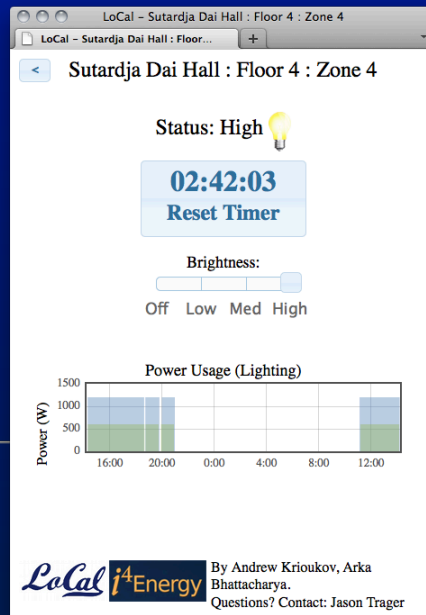 LoCal – Sutardja Dai Hall : Floor 4 : Zone 4
LoCal – Sutardja Dai Hall : Floor... +
< Sutardja Dai Hall : Floor 4 : Zone 4
Status: High
02:42:03
Reset Timer
Brightness:
Off Low Med High
Power Usage (Lighting)
Power (W)
1500
1000
500
0
16:00 20:00 0:00 4:00 8:00 12:00
LoCal i4Energy
By Andrew Krioukov, Arka
Bhattacharya.
Questions? Contact: Jason Trager